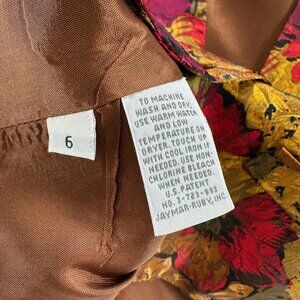 6
TO MACHINE
WASH AND DRY,
USE WARM WATER
AND LOW
TEMPERATURE ON
DRYER. TOUCH UP
WITH COOL IRON IF
NEEDED. USE NON-
CHLORINE BLEACH
WHEN NEEDED.
U.S. PATENT
NO. 3-723-993
JAYMAR-RUBY, INC.